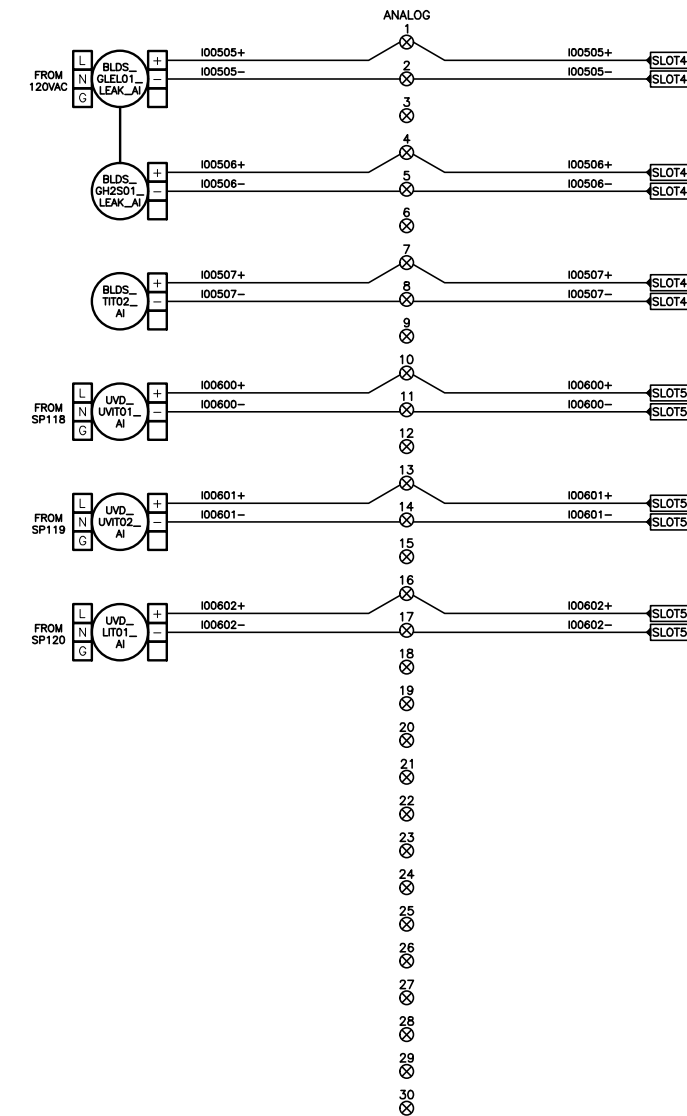 ANALOG
1
I00505+ I00505+ SLOT4
L BLDS_ +
FROM 120VAC
N GLEL01_ −
G LEAK_AI
2
I00505− I00505− SLOT4
3
4
I00506+ I00506+ SLOT4
BLDS_ +
GH2S01_ −
LEAK_AI
5
I00506− I00506− SLOT4
6
7
I00507+ I00507+ SLOT4
BLDS_ +
TIT02_ −
AI
8
I00507− I00507− SLOT4
9
10
I00600+ I00600+ SLOT5
L UVD_ +
FROM SP118
N UVIT01_ −
G AI
11
I00600− I00600− SLOT5
12
13
I00601+ I00601+ SLOT5
L UVD_ +
FROM SP119
N UVIT02_ −
G AI
14
I00601− I00601− SLOT5
15
16
I00602+ I00602+ SLOT5
L UVD_ +
FROM SP120
N LIT01_ −
G AI
17
I00602− I00602− SLOT5
18
19
20
21
22
23
24
25
26
27
28
29
30